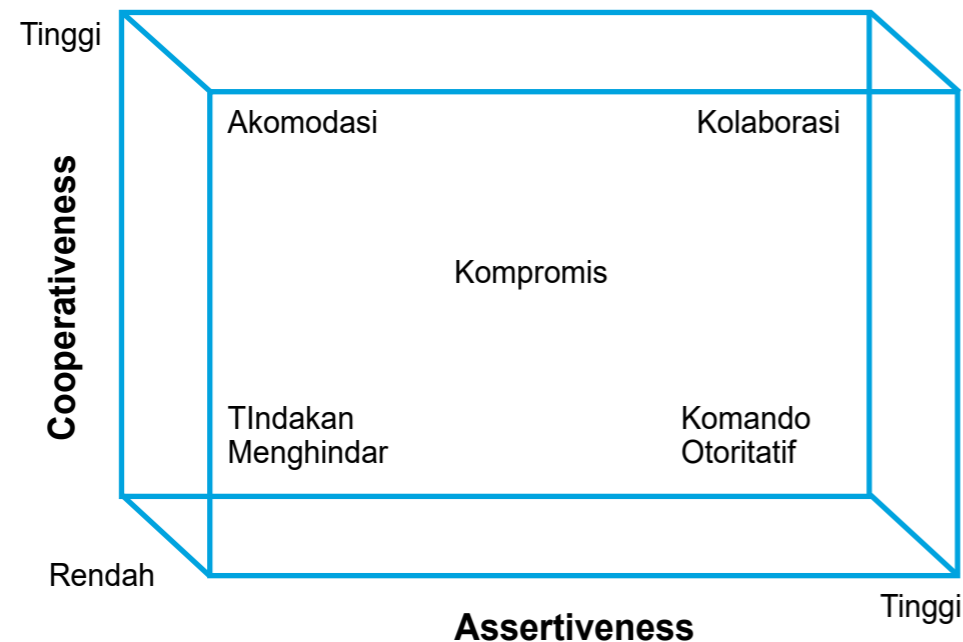 Tinggi
Akomodasi
Kolaborasi
Cooperativeness
Kompromis
TIndakan
Menghindar
Komando
Otoritatif
Rendah
Tinggi
Assertiveness